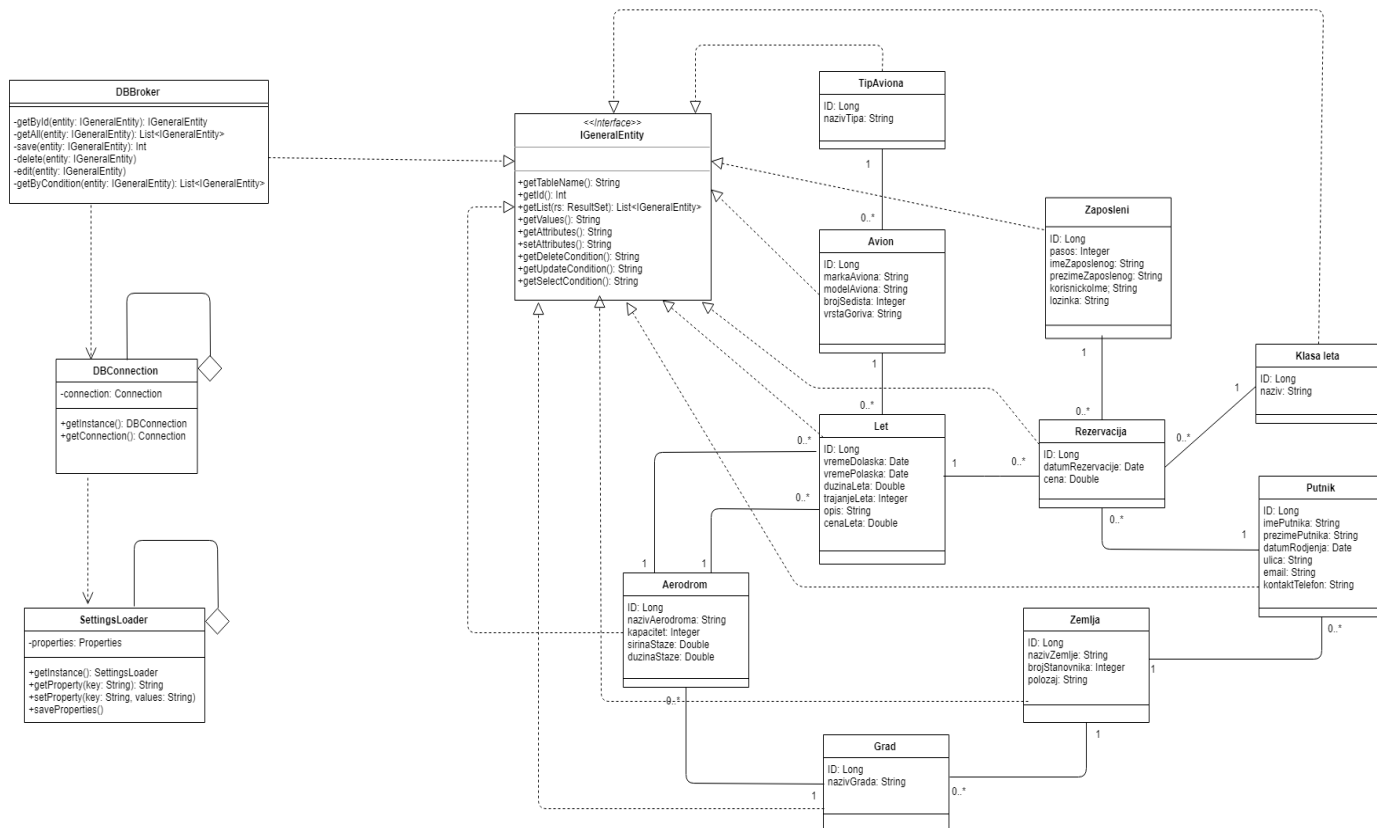 DBBroker
-getById(entity: IGeneralEntity): IGeneralEntity
-getAll(entity: IGeneralEntity): List<IGeneralEntity>
-save(entity: IGeneralEntity): Int
-delete(entity: IGeneralEntity)
-edit(entity: IGeneralEntity)
-getByCondition(entity: IGeneralEntity): List<IGeneralEntity>
DBConnection
-connection: Connection
+getInstance(): DBConnection
+getConnection(): Connection
SettingsLoader
-properties: Properties
+getInstance(): SettingsLoader
+getProperty(key: String): String
+setProperty(key: String, values: String)
+saveProperties()
<<Interface>>
IGeneralEntity
+getTableName(): String
+getId(): Int
+getList(rs: ResultSet): List<IGeneralEntity>
+getValues(): String
+getAttributes(): String
+setAttributes(): String
+getDeleteCondition(): String
+getUpdateCondition(): String
+getSelectCondition(): String
TipAviona
ID: Long
nazivTipa: String
1
0..*
Avion
ID: Long
markaAviona: String
modelAviona: String
brojSedista: Integer
vrstaGoriva: String
1
0..*
Let
ID: Long
vremeDolaska: Date
vremePolaska: Date
duzinaLeta: Double
trajanjeLeta: Integer
opis: String
cenaLeta: Double
0..*
0..*
1
1
1
0..*
Zaposleni
ID: Long
pasos: Integer
imeZaposlenog: String
prezimeZaposlenog: String
korisnickoIme; String
lozinka: String
1
0..*
Rezervacija
ID: Long
datumRezervacije: Date
cena: Double
0..*
1
Klasa leta
ID: Long
naziv: String
0..*
1
Putnik
ID: Long
imePutnika: String
prezimePutnika: String
datumRodjenja: Date
ulica: String
email: String
kontaktTelefon: String
0..*
1
Aerodrom
ID: Long
nazivAerodroma: String
kapacitet: Integer
sirinaStaze: Double
duzinaStaze: Double
0..*
1
Zemlja
ID: Long
nazivZemlje: String
brojStanovnika: Integer
polozaj: String
1
0..*
Grad
ID: Long
nazivGrada: String